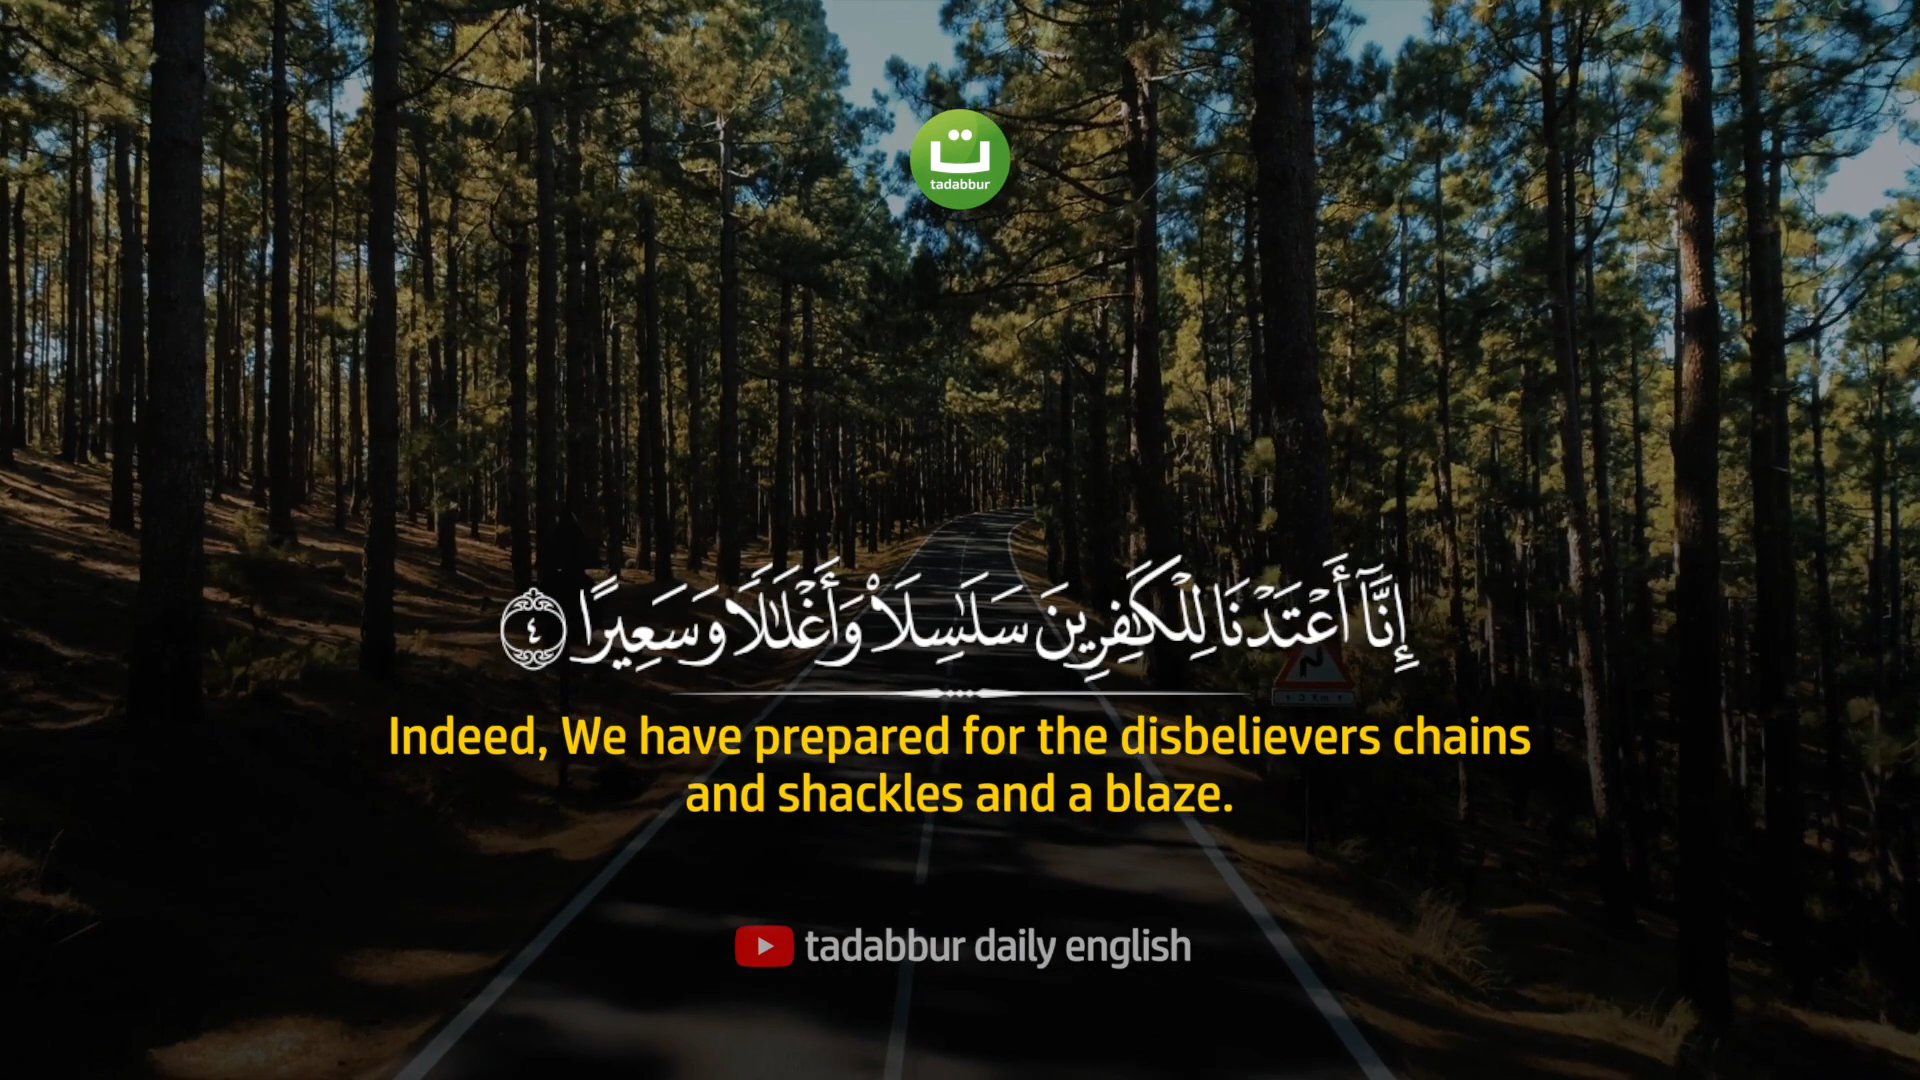 tadabbur
إِنَّآ أَعْتَدْنَا لِلْكَٰفِرِينَ سَلَٰسِلَا۟ وَأَغْلَٰلًا وَسَعِيرًا ٤
Indeed, We have prepared for the disbelievers chains
and shackles and a blaze.
tadabbur daily english